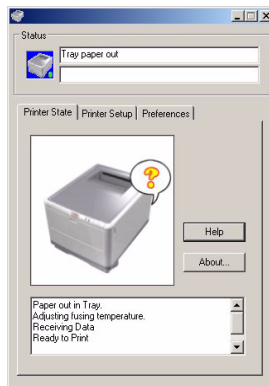 Status
Tray paper out
Printer State Printer Setup Preferences
?
Help
About...
Paper out in Tray.
Adjusting fusing temperature.
Receiving Data
Ready to Print